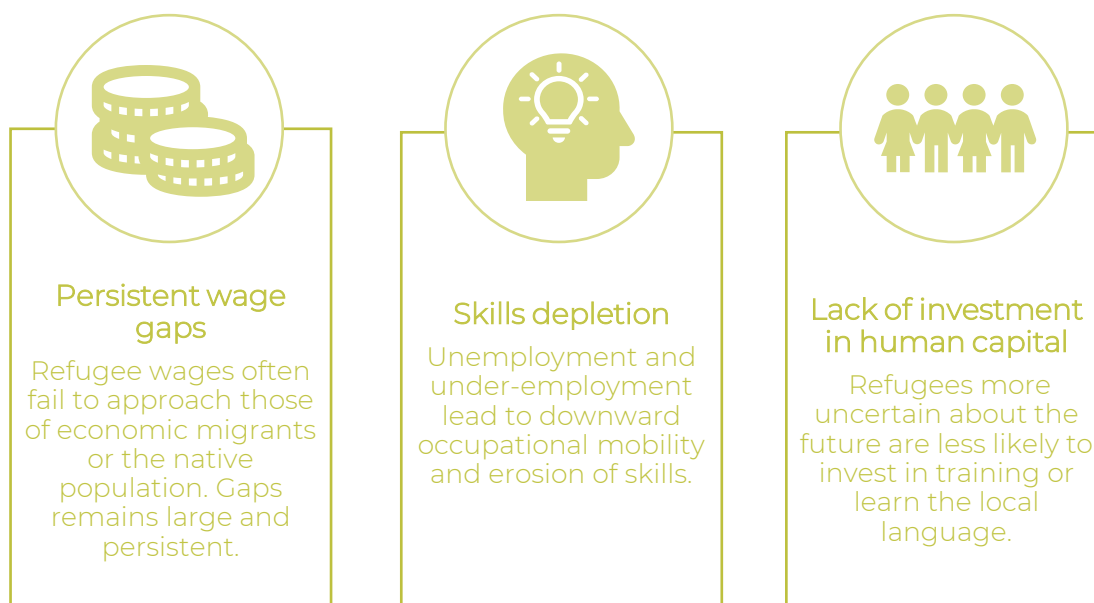 Persistent wage
gaps
Refugee wages often
fail to approach those
of economic migrants
or the native
population. Gaps
remains large and
persistent.
Skills depletion
Unemployment and
under-employment
lead to downward
occupational mobility
and erosion of skills.
Lack of investment
in human capital
Refugees more
uncertain about the
future are less likely to
invest in training or
learn the local
language.